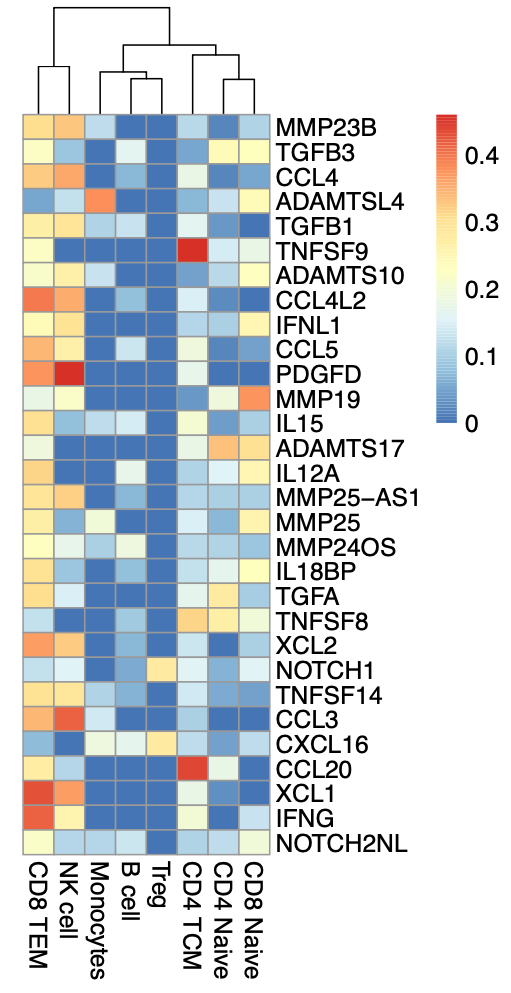 MMP23B
TGFB3
CCL4
ADAMTSL4
TGFB1
TNFSF9
ADAMTS10
CCL4L2
IFNL1
CCL5
PDGFD
MMP19
IL15
ADAMTS17
IL12A
MMP25−AS1
MMP25
MMP24OS
IL18BP
TGFA
TNFSF8
XCL2
NOTCH1
TNFSF14
CCL3
CXCL16
CCL20
XCL1
IFNG
NOTCH2NL
0.4
0.3
0.2
0.1
0
CD8 TEM
NK cell
Monocytes
B cell
Treg
CD4 TCM
CD4 Naive
CD8 Naive